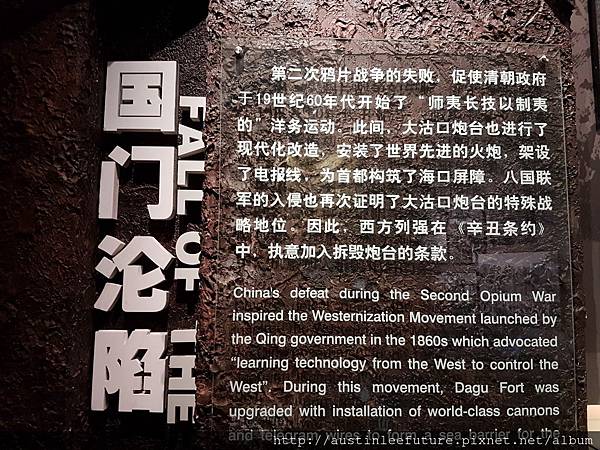 国门沦陷
FALL OF THE
第二次鸦片战争的失败，促使清朝政府
于19世纪60年代开始了“师夷长技以制夷
的”洋务运动。此间，大沽口炮台也进行了
现代化改造，安装了世界先进的火炮，架设
了电报线，为首都构筑了海口屏障。八国联
军的入侵也再次证明了大沽口炮台的特殊战
略地位。因此，西方列强在《辛丑条约》
中，执意加入拆毁炮台的条款。
China's defeat during the Second Opium War
inspired the Westernization Movement launched by
the Qing government in the 1860s which advocated
“learning technology from the West to control the
West”. During this movement, Dagu Fort was
upgraded with installation of world-class cannons
and telegram wires to form a sea barrier for the
http://austinleefuture.pixnet.net/album